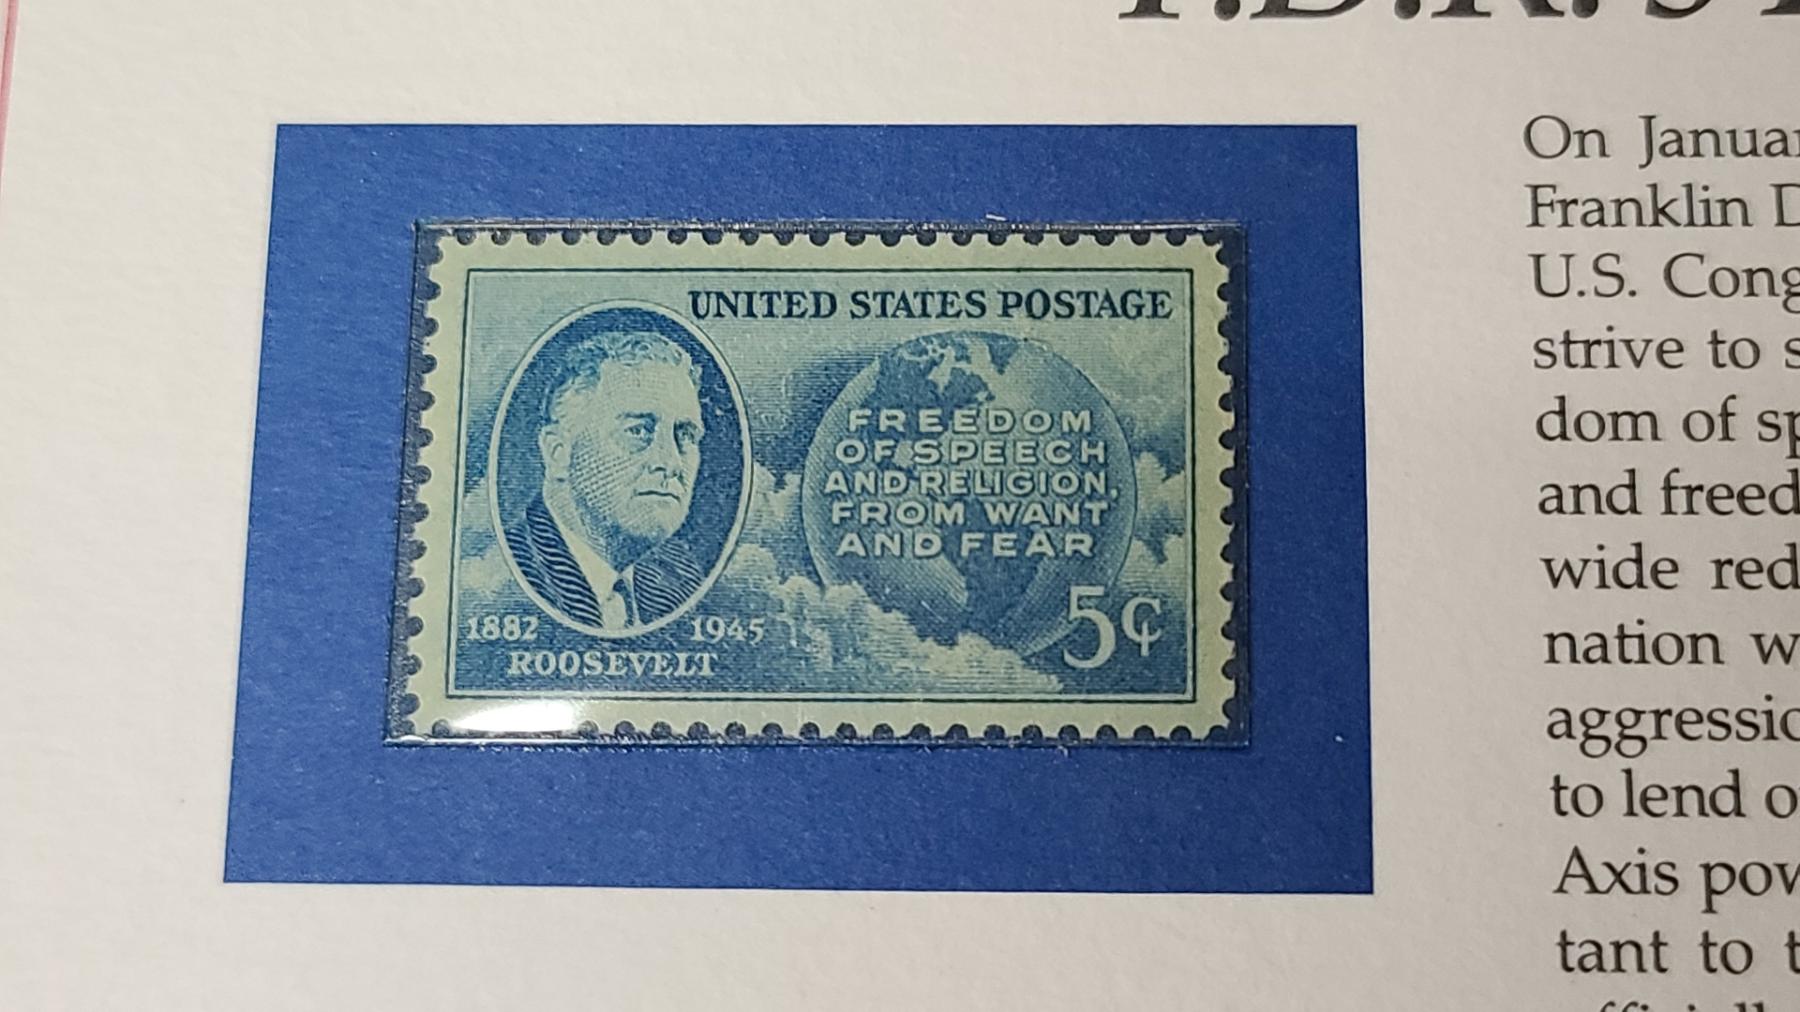 UNITED STATES POSTAGE
FREEDOM
OF SPEECH
AND RELIGION,
FROM WANT
AND FEAR
5¢
1882 1945
ROOSEVELT
On
Franklin
U.S.
strive to
dom of
and
wide
nation
to lend
Axis
tant to